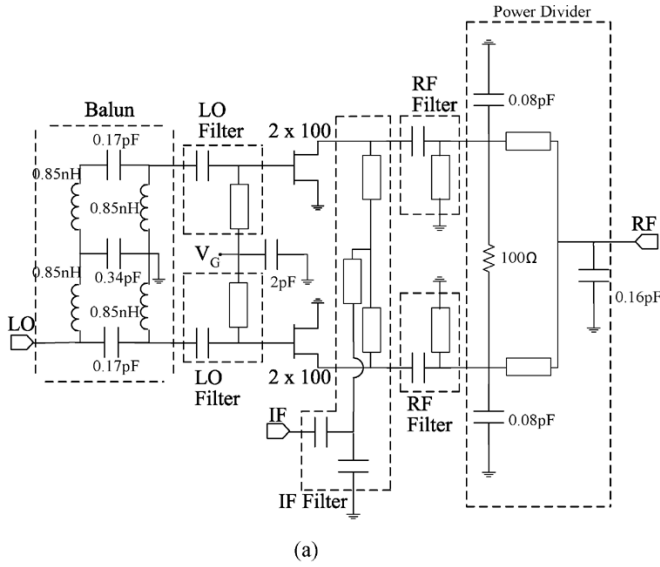 Power Divider
Balun
LO
Filter
RF
Filter
0.08pF
2 x 100
0.17pF
0.85nH
0.85nH
RF
V_G
100Ω
0.34pF
2pF
0.85nH
0.85nH
0.16pF
LO
0.17pF
LO
Filter
2 x 100
RF
Filter
0.08pF
IF
IF Filter
(a)